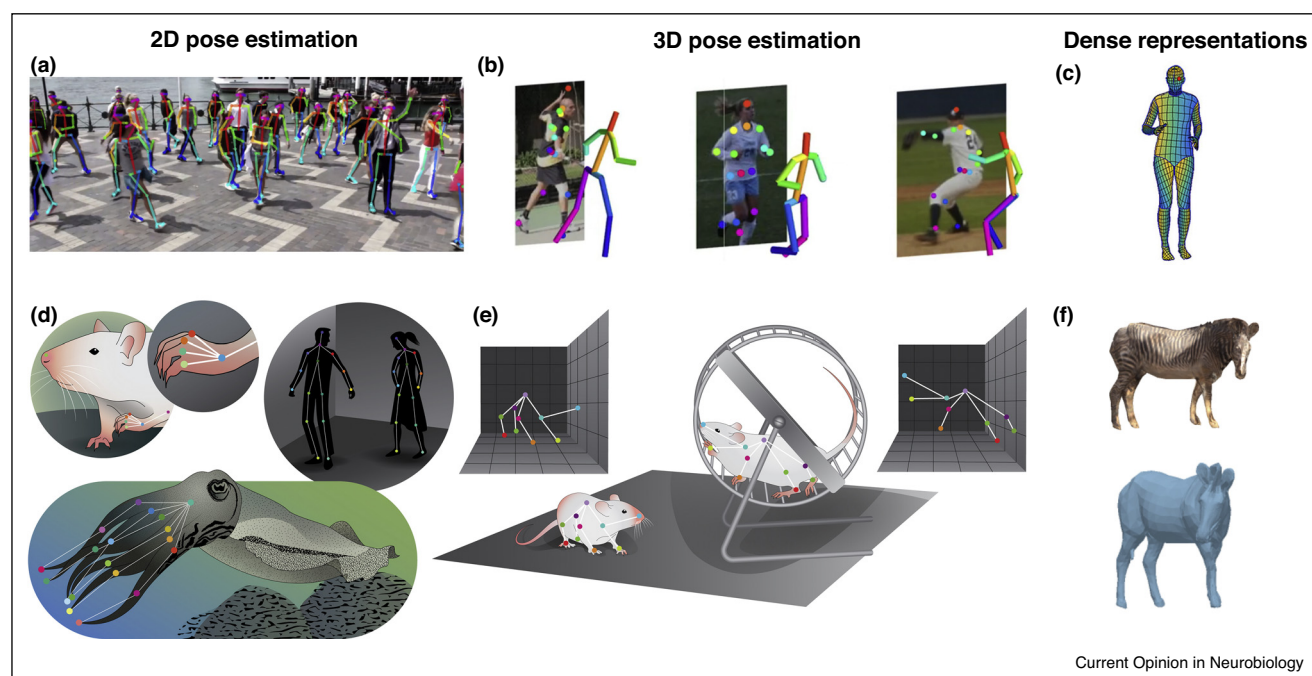 2D pose estimation
3D pose estimation
Dense representations
(a)
(b)
(c)
(d)
(e)
(f)
Current Opinion in Neurobiology